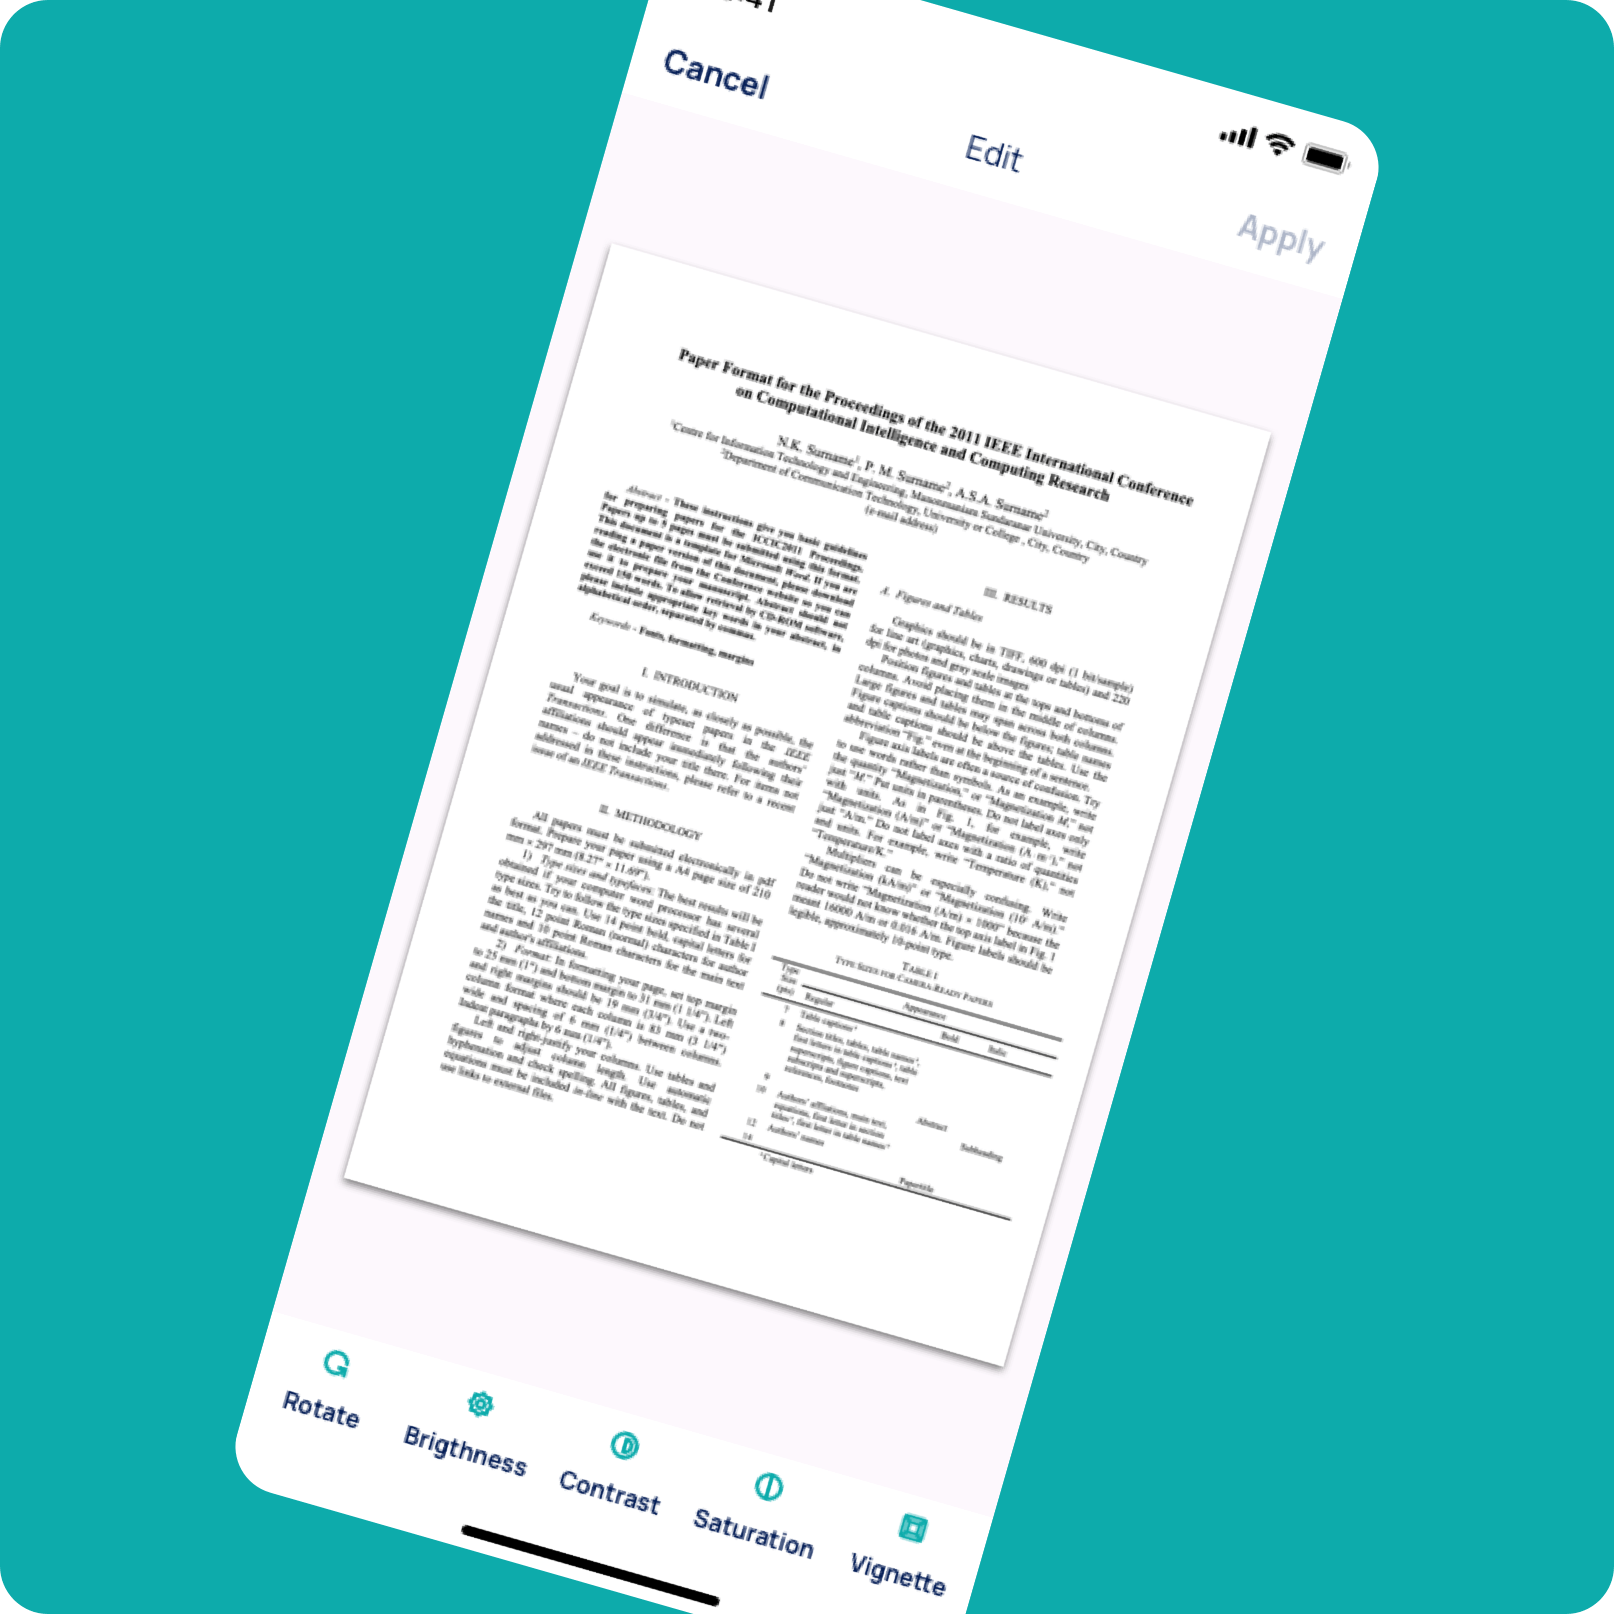 Cancel
Edit
Apply
Paper Format for the Proceedings of the 2011 IEEE International Conference
on Computational Intelligence and Computing Research
N.K. Surname1, P. M. Surname2, A.S.A. Surname2
1Centre for Information Technology and Engineering, Manonmaniam Sundaranar University, City, Country
2Department of Communication Technology, University or College , City, Country
(e-mail address)
Abstract - These instructions give you basic guidelines
for preparing papers for the ICCIC2011 Proceedings.
Papers up to 5 pages must be submitted using this format.
This document is a template for Microsoft Word. If you are
reading a paper version of this document, please download
the electronic file from the Conference website so you can
use it to prepare your manuscript. Abstract should not
exceed 150 words. To allow retrieval by CD-ROM software,
please include appropriate key words in your abstract, in
alphabetical order, separated by commas.
Keywords - Fonts, formatting, margins
I. INTRODUCTION
Your goal is to simulate, as closely as possible, the
usual appearance of typeset papers in the IEEE
Transactions. One difference is that the authors'
affiliations should appear immediately following their
names – do not include your title there. For items not
addressed in these instructions, please refer to a recent
issue of an IEEE Transactions.
II. METHODOLOGY
All papers must be submitted electronically in pdf
format. Prepare your paper using a A4 page size of 210
mm × 297 mm (8.27" × 11.69").
1) Type sizes and typefaces: The best results will be
obtained if your computer word processor has several
type sizes. Try to follow the type sizes specified in Table I
as best as you can. Use 14 point bold, capital letters for
the title, 12 point Roman (normal) characters for author
names and 10 point Roman characters for the main text
and author's affiliations.
2) Format: In formatting your page, set top margin
to 25 mm (1") and bottom margin to 31 mm (1 1/4"). Left
and right margins should be 19 mm (3/4"). Use a two-
column format where each column is 83 mm (3 1/4")
wide and spacing of 6 mm (1/4") between columns.
Indent paragraphs by 6 mm (1/4").
Left and right-justify your columns. Use tables and
figures to adjust column length. Use automatic
hyphenation and check spelling. All figures, tables, and
equations must be included in-line with the text. Do not
use links to external files.
III. RESULTS
A. Figures and Tables
Graphics should be in TIFF, 600 dpi (1 bit/sample)
for line art (graphics, charts, drawings or tables) and 220
dpi for photos and gray scale images.
Position figures and tables at the tops and bottoms of
columns. Avoid placing them in the middle of columns.
Large figures and tables may span across both columns.
Figure captions should be below the figures; table names
and table captions should be above the tables. Use the
abbreviation "Fig." even at the beginning of a sentence.
Figure axis labels are often a source of confusion. Try
to use words rather than symbols. As an example, write
the quantity "Magnetization," or "Magnetization M," not
just "M." Put units in parentheses. Do not label axes only
with units. As in Fig. 1, for example, write
"Magnetization (A/m)" or "Magnetization (A m-1)," not
just "A/m." Do not label axes with a ratio of quantities
and units. For example, write "Temperature (K)," not
"Temperature/K."
Multipliers can be especially confusing. Write
"Magnetization (kA/m)" or "Magnetization (103 A/m)."
Do not write "Magnetization (A/m) × 1000" because the
reader would not know whether the top axis label in Fig. 1
meant 16000 A/m or 0.016 A/m. Figure labels should be
legible, approximately 10-point type.
TABLE I
TYPE SIZES FOR CAMERA-READY PAPERS
Type
Size
(pts)
Appearance
Regular
Bold
Italic
7
Table captions
8
Section titles, tables, table names,
first letters in table captions, table
superscripts, figure captions, text
subscripts and superscripts,
references, footnotes
9
10
Authors' affiliations, main text,
equations, first letter in section
titles, first letter in table names
Abstract
Subheading
12
Authors' names
14
Papertitle
Capital letters
Rotate
Brigthness
Contrast
Saturation
Vignette